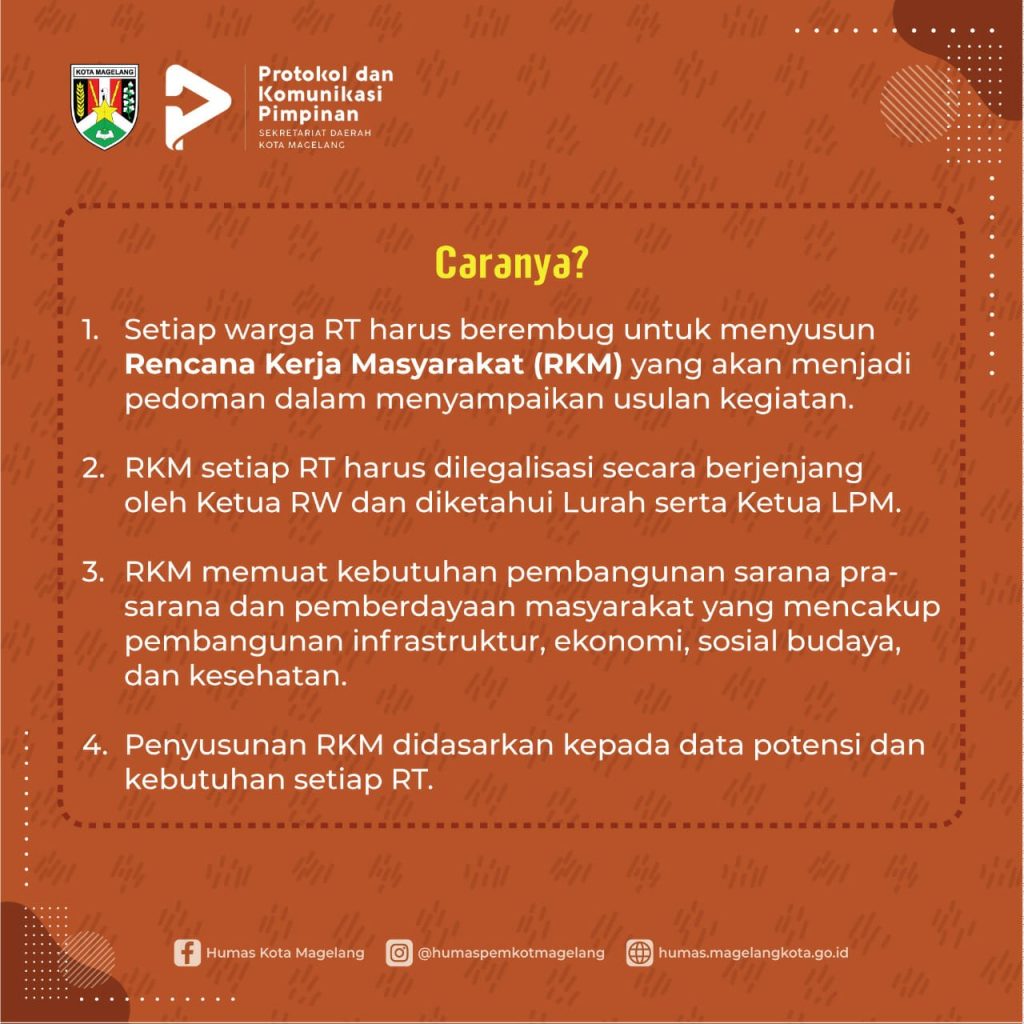 KOTA MAGELANG
Protokol dan
Komunikasi
Pimpinan
SEKRETARIAT DAERAH
KOTA MAGELANG
Caranya?
1. Setiap warga RT harus berembug untuk menyusun
Rencana Kerja Masyarakat (RKM) yang akan menjadi
pedoman dalam menyampaikan usulan kegiatan.
2. RKM setiap RT harus dilegalisasi secara berjenjang
oleh Ketua RW dan diketahui Lurah serta Ketua LPM.
3. RKM memuat kebutuhan pembangunan sarana pra-
sarana dan pemberdayaan masyarakat yang mencakup
pembangunan infrastruktur, ekonomi, sosial budaya,
dan kesehatan.
4. Penyusunan RKM didasarkan kepada data potensi dan
kebutuhan setiap RT.
Humas Kota Magelang @humaspemkotmagelang humas.magelangkota.go.id